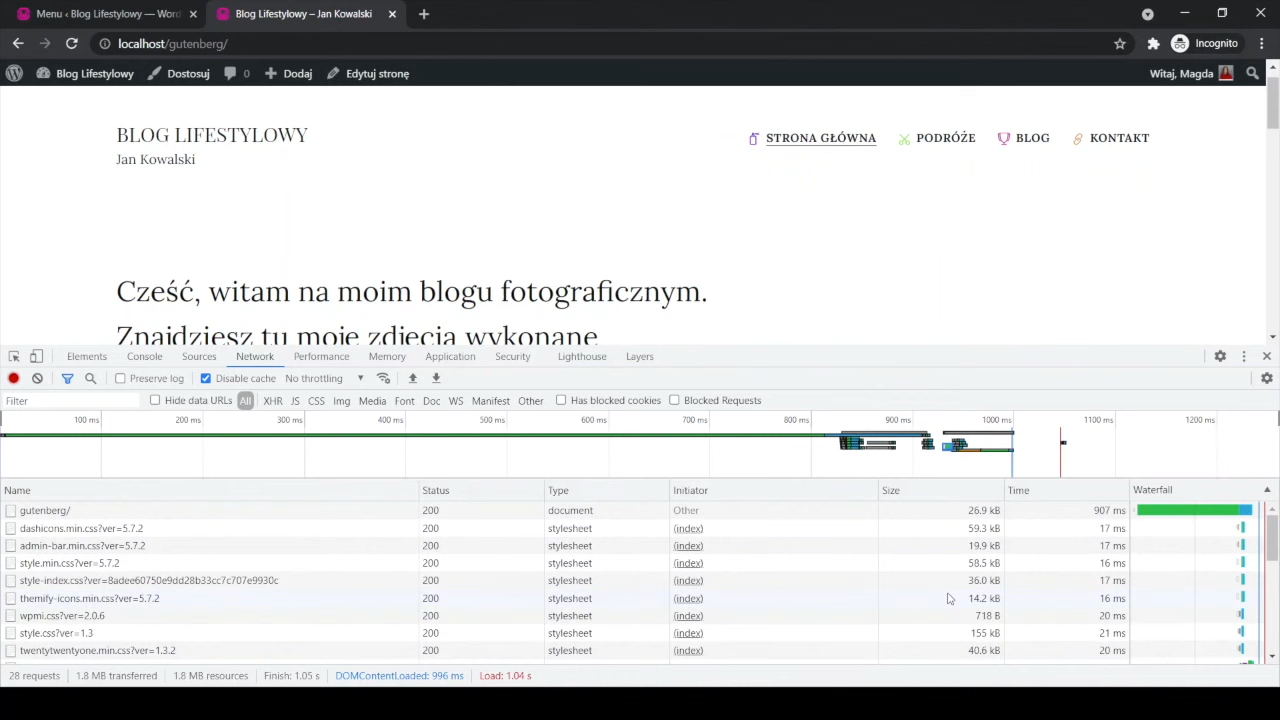 Menu ‹ Blog Lifestylowy — Word
Blog Lifestylowy – Jan Kowalski
localhost/gutenberg/
Incognito
Blog Lifestylowy
Dostosuj
0
Dodaj
Edytuj stronę
Witaj, Magda
BLOG LIFESTYLOWY
Jan Kowalski
STRONA GŁÓWNA
PODRÓŻE
BLOG
KONTAKT
Cześć, witam na moim blogu fotograficznym.
Znajdziesz tu moje zdjęcia wykonane
Elements Console Sources Network Performance Memory Application Security Lighthouse Layers
Preserve log Disable cache No throttling
Filter Hide data URLs All XHR JS CSS Img Media Font Doc WS Manifest Other Has blocked cookies Blocked Requests
100 ms 200 ms 300 ms 400 ms 500 ms 600 ms 700 ms 800 ms 900 ms 1000 ms 1100 ms 1200 ms
Name Status Type Initiator Size Time Waterfall
gutenberg/ 200 document Other 26.9 kB 907 ms
dashicons.min.css?ver=5.7.2 200 stylesheet (index) 59.3 kB 17 ms
admin-bar.min.css?ver=5.7.2 200 stylesheet (index) 19.9 kB 17 ms
style.min.css?ver=5.7.2 200 stylesheet (index) 58.5 kB 16 ms
style-index.css?ver=8adee60750e9dd28b33cc7c707e9930c 200 stylesheet (index) 36.0 kB 17 ms
themify-icons.min.css?ver=5.7.2 200 stylesheet (index) 14.2 kB 16 ms
wpmi.css?ver=2.0.6 200 stylesheet (index) 718 B 20 ms
style.css?ver=1.3 200 stylesheet (index) 155 kB 21 ms
twentytwentyone.min.css?ver=1.3.2 200 stylesheet (index) 40.6 kB 20 ms
28 requests 1.8 MB transferred 1.8 MB resources Finish: 1.05 s DOMContentLoaded: 996 ms Load: 1.04 s